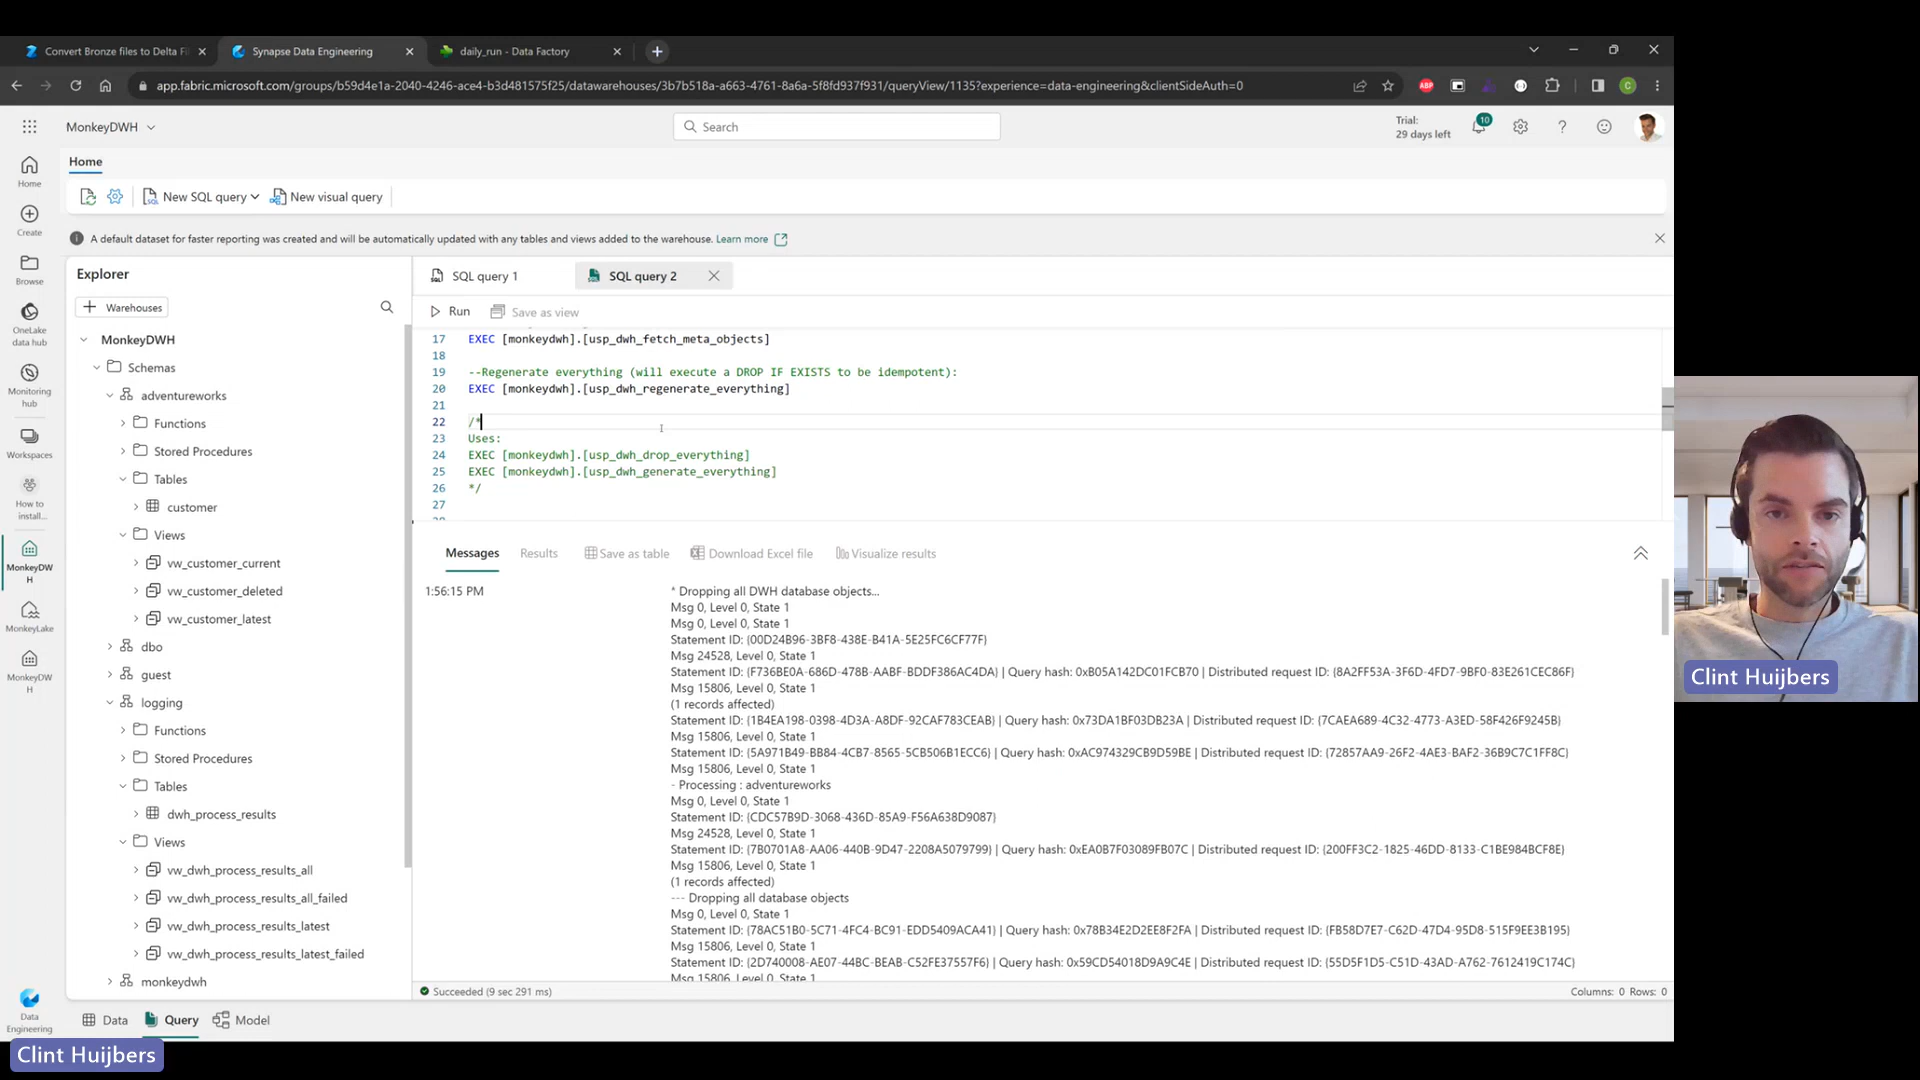 Convert Bronze files to Delta Fi
Synapse Data Engineering
daily_run - Data Factory
app.fabric.microsoft.com/groups/b59d4e1a-2040-4246-ace4-b3d481575f25/datawarehouses/3b7b518a-a663-4761-8a6a-5f8fd937f931/queryView/1135?experience=data-engineering&clientSideAuth=0
ABP
C
MonkeyDWH
Search
Trial:
29 days left
10
Home
New SQL query
New visual query
A default dataset for faster reporting was created and will be automatically updated with any tables and views added to the warehouse. Learn more
Home
Create
Browse
OneLake
data hub
Monitoring
hub
Workspaces
How to
install...
MonkeyDW
H
MonkeyLake
MonkeyDW
H
Data
Engineering
Explorer
Warehouses
MonkeyDWH
Schemas
adventureworks
Functions
Stored Procedures
Tables
customer
Views
vw_customer_current
vw_customer_deleted
vw_customer_latest
dbo
guest
logging
Functions
Stored Procedures
Tables
dwh_process_results
Views
vw_dwh_process_results_all
vw_dwh_process_results_all_failed
vw_dwh_process_results_latest
vw_dwh_process_results_latest_failed
monkeydwh
SQL query 1
SQL query 2
Run
Save as view
17 EXEC [monkeydwh].[usp_dwh_fetch_meta_objects]
18
19 --Regenerate everything (will execute a DROP IF EXISTS to be idempotent):
20 EXEC [monkeydwh].[usp_dwh_regenerate_everything]
21
22 /*
23 Uses:
24 EXEC [monkeydwh].[usp_dwh_drop_everything]
25 EXEC [monkeydwh].[usp_dwh_generate_everything]
26 */
27
Messages
Results
Save as table
Download Excel file
Visualize results
1:56:15 PM
* Dropping all DWH database objects...
Msg 0, Level 0, State 1
Msg 0, Level 0, State 1
Statement ID: {00D24B96-3BF8-438E-B41A-5E25FC6CF77F}
Msg 24528, Level 0, State 1
Statement ID: {F736BE0A-686D-478B-AABF-BDDF386AC4DA} | Query hash: 0xB05A142DC01FCB70 | Distributed request ID: {8A2FF53A-3F6D-4FD7-9BF0-83E261CEC86F}
Msg 15806, Level 0, State 1
(1 records affected)
Statement ID: {1B4EA198-0398-4D3A-A8DF-92CAF783CEAB} | Query hash: 0x73DA1BF03DB23A | Distributed request ID: {7CAEA689-4C32-4773-A3ED-58F426F9245B}
Msg 15806, Level 0, State 1
Statement ID: {5A971B49-BB84-4CB7-8565-5CB506B1ECC6} | Query hash: 0xAC974329CB9D59BE | Distributed request ID: {72857AA9-26F2-4AE3-BAF2-36B9C7C1FF8C}
Msg 15806, Level 0, State 1
- Processing : adventureworks
Msg 0, Level 0, State 1
Statement ID: {CDC57B9D-3068-436D-85A9-F56A638D9087}
Msg 24528, Level 0, State 1
Statement ID: {7B0701A8-AA06-440B-9D47-2208A5079799} | Query hash: 0xEA0B7F03089FB07C | Distributed request ID: {200FF3C2-1825-46DD-8133-C1BE984BCF8E}
Msg 15806, Level 0, State 1
(1 records affected)
--- Dropping all database objects
Msg 0, Level 0, State 1
Statement ID: {78AC51B0-5C71-4FC4-BC91-EDD5409ACA41} | Query hash: 0x78B34E2D2EE8F2FA | Distributed request ID: {FB58D7E7-C62D-47D4-95D8-515F9EE3B195}
Msg 15806, Level 0, State 1
Statement ID: {2D740008-AE07-44BC-BEAB-C52FE37557F6} | Query hash: 0x59CD54018D9A9C4E | Distributed request ID: {55D5F1D5-C51D-43AD-A762-7612419C174C}
Msg 15806, Level 0, State 1
Succeeded (9 sec 291 ms)
Columns: 0 Rows: 0
Data
Query
Model
Clint Huijbers
Clint Huijbers